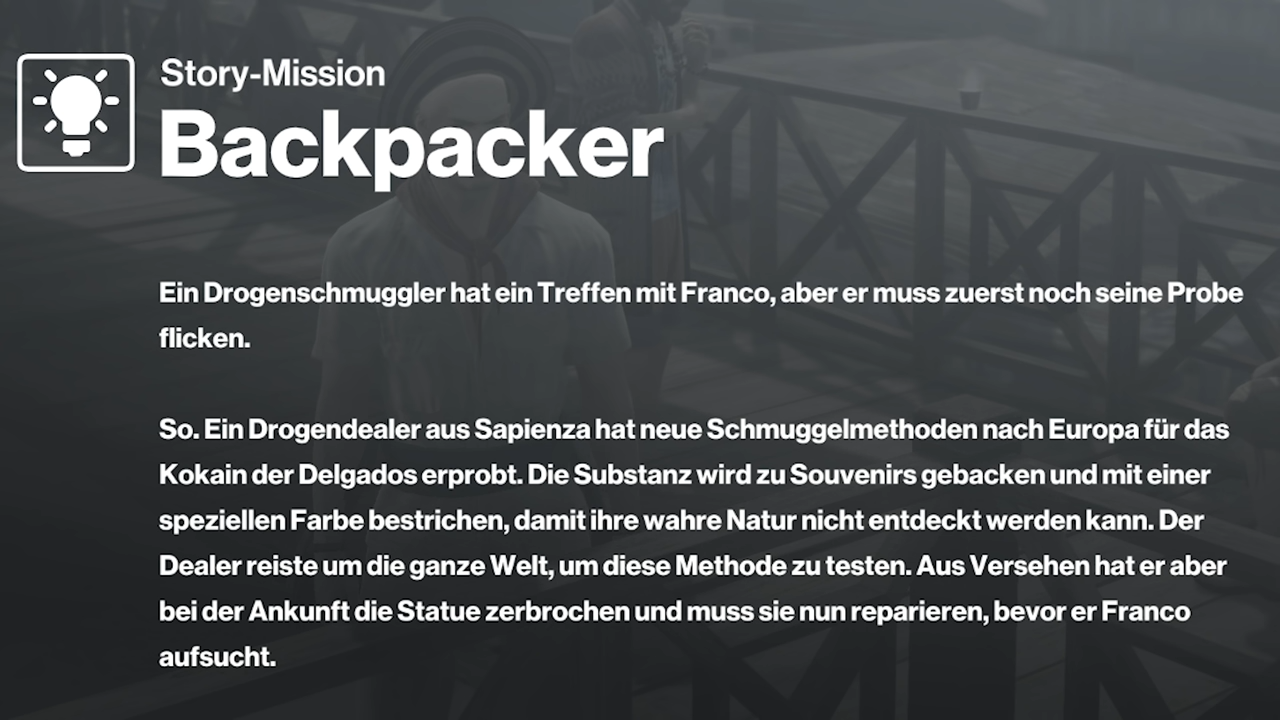 Story-Mission
Backpacker
Ein Drogenschmuggler hat ein Treffen mit Franco, aber er muss zuerst noch seine Probe
flicken.
So. Ein Drogendealer aus Sapienza hat neue Schmuggelmethoden nach Europa für das
Kokain der Delgados erprobt. Die Substanz wird zu Souvenirs gebacken und mit einer
speziellen Farbe bestrichen, damit ihre wahre Natur nicht entdeckt werden kann. Der
Dealer reiste um die ganze Welt, um diese Methode zu testen. Aus Versehen hat er aber
bei der Ankunft die Statue zerbrochen und muss sie nun reparieren, bevor er Franco
aufsucht.